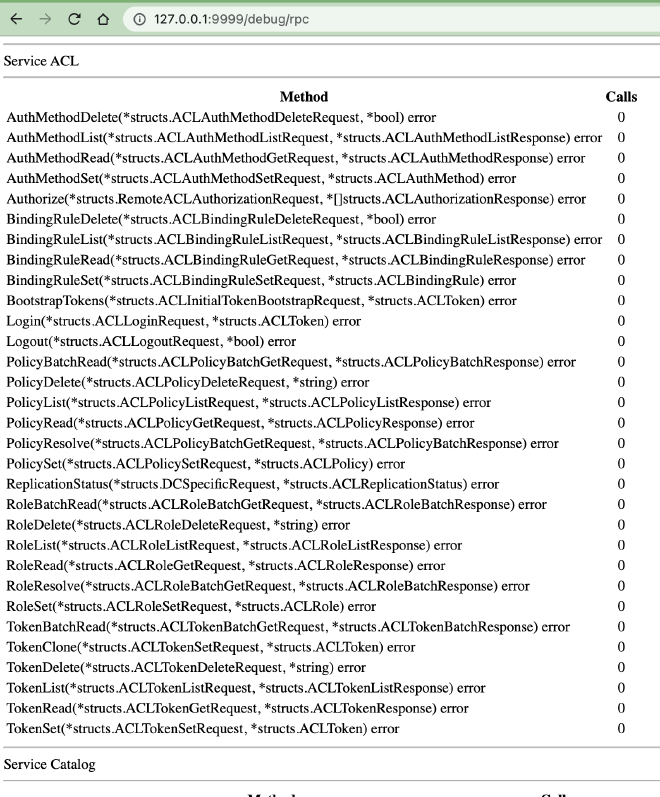 127.0.0.1:9999/debug/rpc
Service ACL
Method Calls
AuthMethodDelete(*structs.ACLAuthMethodDeleteRequest, *bool) error 0
AuthMethodList(*structs.ACLAuthMethodListRequest, *structs.ACLAuthMethodListResponse) error 0
AuthMethodRead(*structs.ACLAuthMethodGetRequest, *structs.ACLAuthMethodResponse) error 0
AuthMethodSet(*structs.ACLAuthMethodSetRequest, *structs.ACLAuthMethod) error 0
Authorize(*structs.RemoteACLAuthorizationRequest, *[]structs.ACLAuthorizationResponse) error 0
BindingRuleDelete(*structs.ACLBindingRuleDeleteRequest, *bool) error 0
BindingRuleList(*structs.ACLBindingRuleListRequest, *structs.ACLBindingRuleListResponse) error 0
BindingRuleRead(*structs.ACLBindingRuleGetRequest, *structs.ACLBindingRuleResponse) error 0
BindingRuleSet(*structs.ACLBindingRuleSetRequest, *structs.ACLBindingRule) error 0
BootstrapTokens(*structs.ACLInitialTokenBootstrapRequest, *structs.ACLToken) error 0
Login(*structs.ACLLoginRequest, *structs.ACLToken) error 0
Logout(*structs.ACLLogoutRequest, *bool) error 0
PolicyBatchRead(*structs.ACLPolicyBatchGetRequest, *structs.ACLPolicyBatchResponse) error 0
PolicyDelete(*structs.ACLPolicyDeleteRequest, *string) error 0
PolicyList(*structs.ACLPolicyListRequest, *structs.ACLPolicyListResponse) error 0
PolicyRead(*structs.ACLPolicyGetRequest, *structs.ACLPolicyResponse) error 0
PolicyResolve(*structs.ACLPolicyBatchGetRequest, *structs.ACLPolicyBatchResponse) error 0
PolicySet(*structs.ACLPolicySetRequest, *structs.ACLPolicy) error 0
ReplicationStatus(*structs.DCSpecificRequest, *structs.ACLReplicationStatus) error 0
RoleBatchRead(*structs.ACLRoleBatchGetRequest, *structs.ACLRoleBatchResponse) error 0
RoleDelete(*structs.ACLRoleDeleteRequest, *string) error 0
RoleList(*structs.ACLRoleListRequest, *structs.ACLRoleListResponse) error 0
RoleRead(*structs.ACLRoleGetRequest, *structs.ACLRoleResponse) error 0
RoleResolve(*structs.ACLRoleBatchGetRequest, *structs.ACLRoleBatchResponse) error 0
RoleSet(*structs.ACLRoleSetRequest, *structs.ACLRole) error 0
TokenBatchRead(*structs.ACLTokenBatchGetRequest, *structs.ACLTokenBatchResponse) error 0
TokenClone(*structs.ACLTokenSetRequest, *structs.ACLToken) error 0
TokenDelete(*structs.ACLTokenDeleteRequest, *string) error 0
TokenList(*structs.ACLTokenListRequest, *structs.ACLTokenListResponse) error 0
TokenRead(*structs.ACLTokenGetRequest, *structs.ACLTokenResponse) error 0
TokenSet(*structs.ACLTokenSetRequest, *structs.ACLToken) error 0
Service Catalog